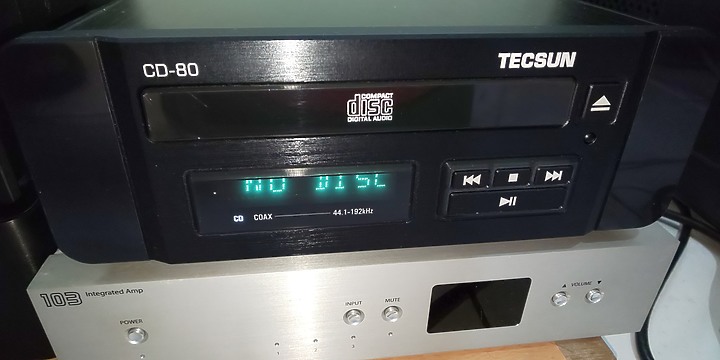 CD-80
TECSUN
COMPACT
disc
DIGITAL AUDIO
NO DISC
CD COAX 44.1-192kHz
103 Integrated Amp
POWER
INPUT
MUTE
VOLUME
1 2 3